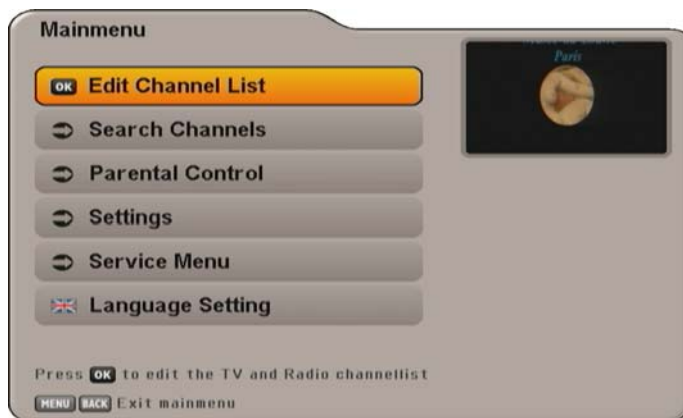 Mainmenu
Paris
OK Edit Channel List
Search Channels
Parental Control
Settings
Service Menu
Language Setting
Press OK to edit the TV and Radio channellist
MENU BACK Exit mainmenu